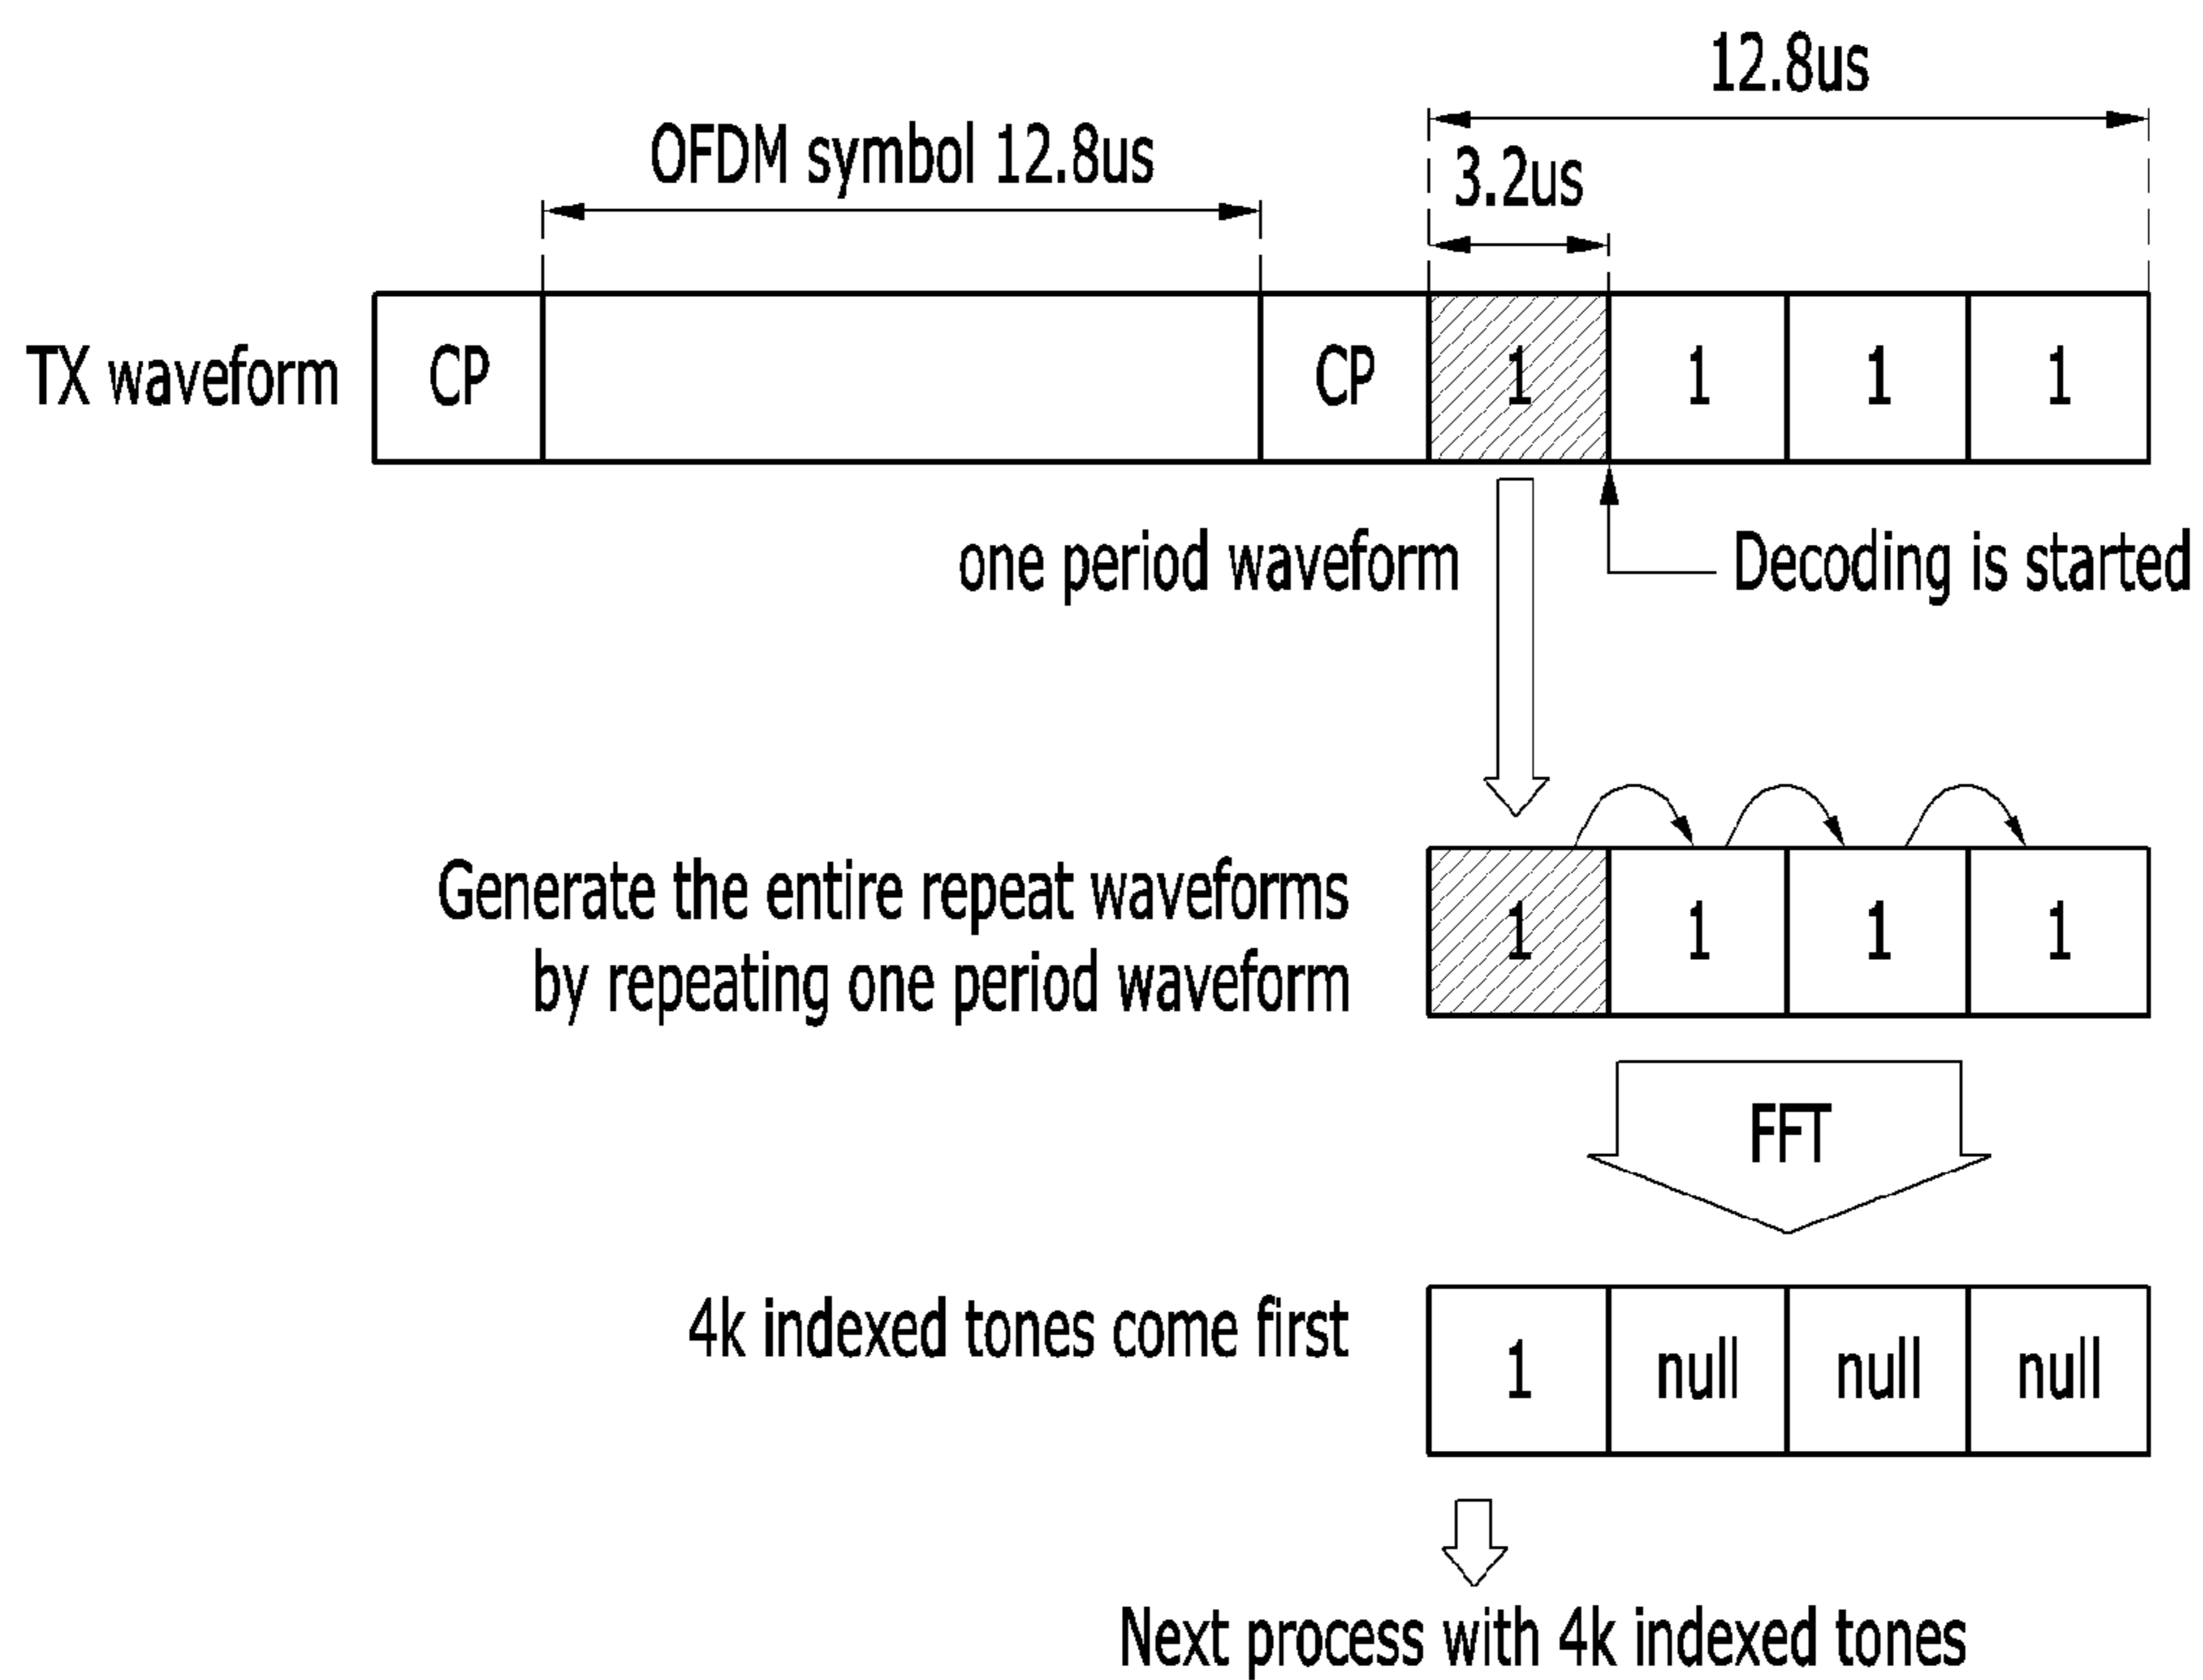 12.8us
OFDM symbol 12.8us
3.2us
TX waveform
CP
CP
1
1
1
1
one period waveform
Decoding is started
Generate the entire repeat waveforms
by repeating one period waveform
1
1
1
1
FFT
4k indexed tones come first
1
null
null
null
Next process with 4k indexed tones